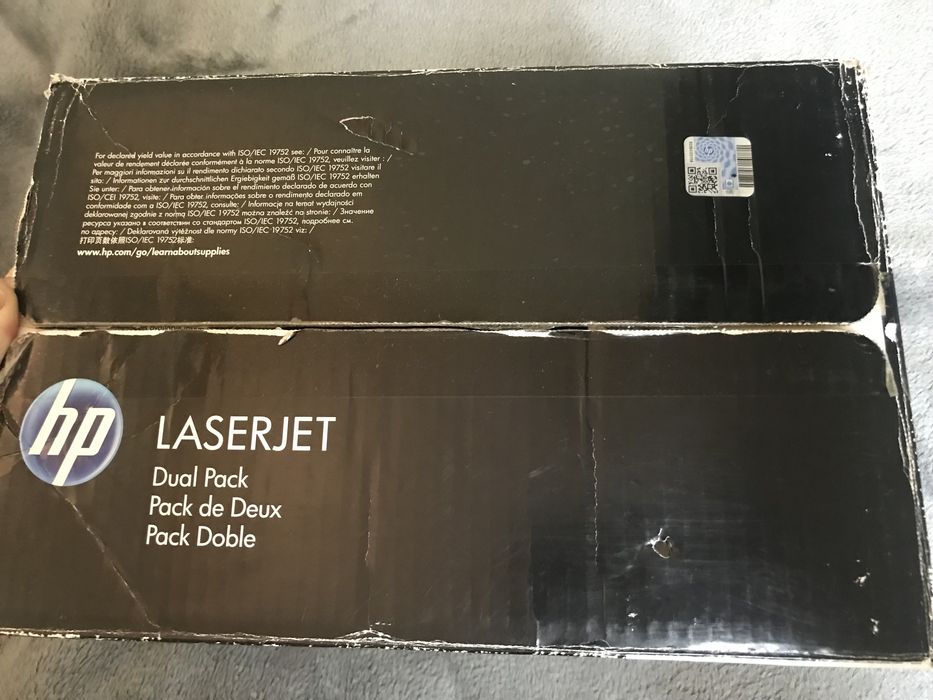 For declared yield value in accordance with ISO/IEC 19752 see: / Pour connaître la
valeur de rendement déclarée conformément à la norme ISO/IEC 19752, veuillez visiter : /
Per maggiori informazioni su il rendimento dichiarato secondo ISO/IEC 19752 visitare il
sito: / Informationen zur durchschnittlichen Ergiebigkeit gemäß ISO/IEC 19752 erhalten
Sie unter: / Para obtener información sobre el rendimiento declarado de acuerdo con
ISO/CEI 19752, visite: / Para obter informações sobre o rendimento declarado em
conformidade com a ISO/IEC 19752, consulte: / Informacje na temat wydajności
deklarowanej zgodnie z normą ISO/IEC 19752 można znaleźć na stronie: / Значение
ресурса указано в соответствии со стандартом ISO/IEC 19752, подробнее см.
по адресу: / Deklarovaná výtěžnost dle normy ISO/IEC 19752 viz: /
打印页数依照ISO/IEC 19752标准:
www.hp.com/go/learnaboutsupplies
hp
LASERJET
Dual Pack
Pack de Deux
Pack Doble